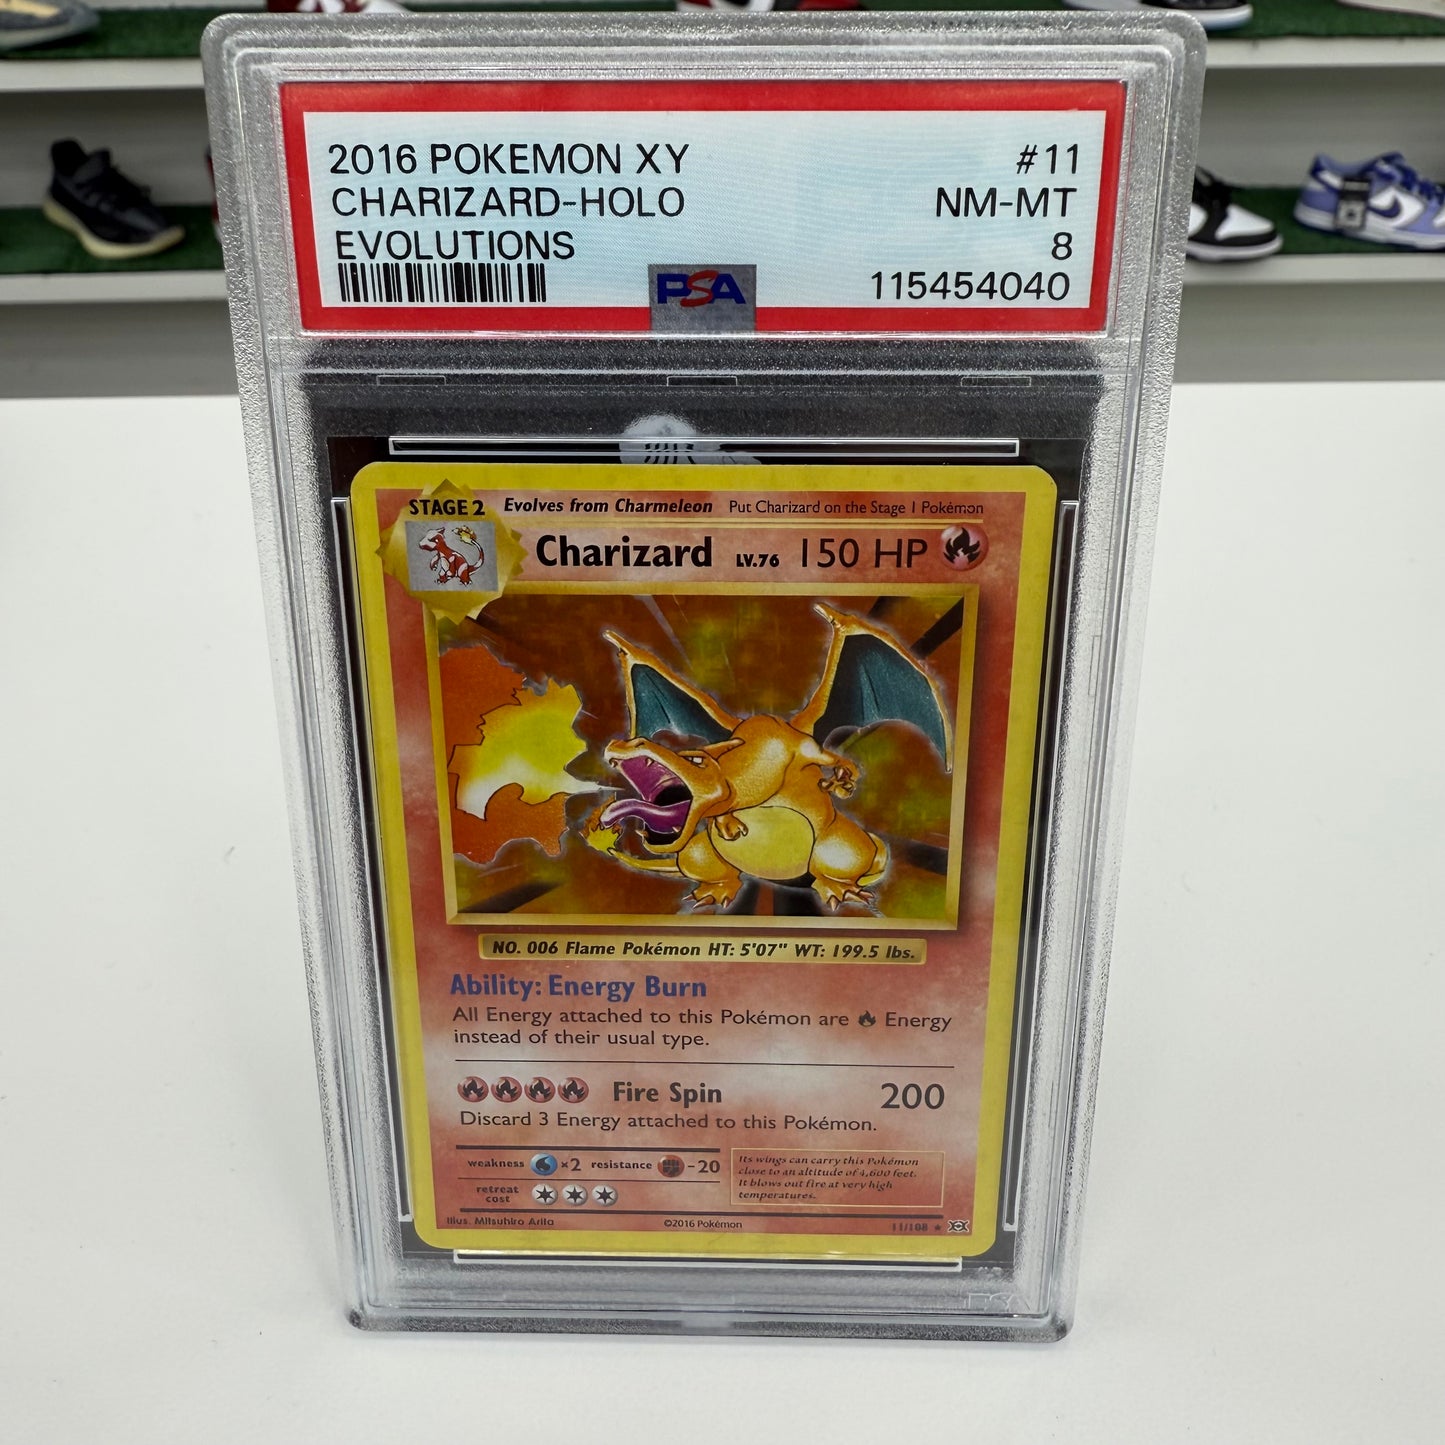 2016 POKEMON XY #11
CHARIZARD-HOLO NM-MT
EVOLUTIONS 8
PSA 115454040
STAGE 2 Evolves from Charmeleon Put Charizard on the Stage 1 Pokémon
Charizard LV.76 150 HP
NO. 006 Flame Pokémon HT: 5'07" WT: 199.5 lbs.
Ability: Energy Burn
All Energy attached to this Pokémon are Energy
instead of their usual type.
Fire Spin 200
Discard 3 Energy attached to this Pokémon.
weakness ×2 resistance -20
retreat
cost
Its wings can carry this Pokémon
close to an altitude of 4,600 feet.
It blows out fire at very high
temperatures.
Illus. Mitsuhiro Arita ©2016 Pokémon 11/108 ★
PSA